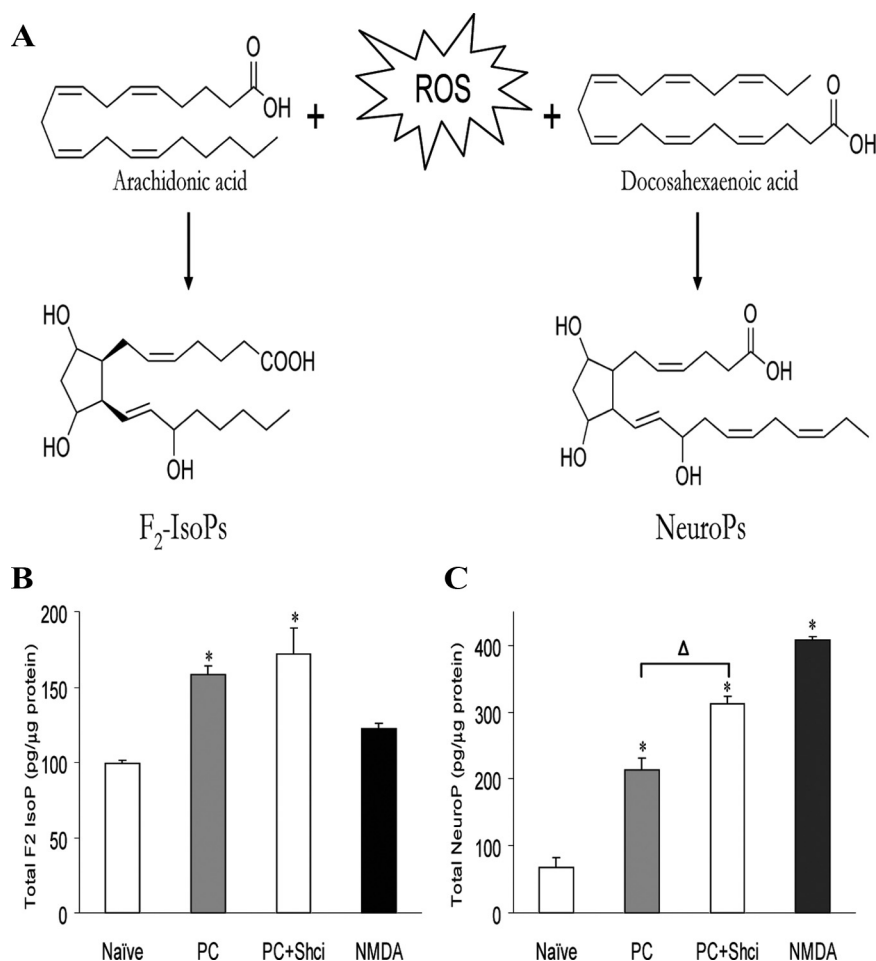 A
O
OH
+
ROS
+
O
OH
Arachidonic acid
Docosahexaenoic acid
HO
COOH
HO
OH
F2-IsoPs
HO
O
OH
HO
OH
NeuroPs
B
Total F2 IsoP (pg/µg protein)
200
150
100
50
0
*
*
Naïve PC PC+Shci NMDA
C
Total NeuroP (pg/µg protein)
400
300
200
100
0
*
Δ
*
*
Naïve PC PC+Shci NMDA